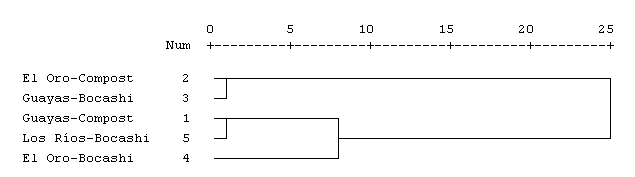 0 5 10 15 20 25
Num +---------+---------+---------+---------+---------+
El Oro-Compost 2
Guayas-Bocashi 3
Guayas-Compost 1
Los Ríos-Bocashi 5
El Oro-Bocashi 4